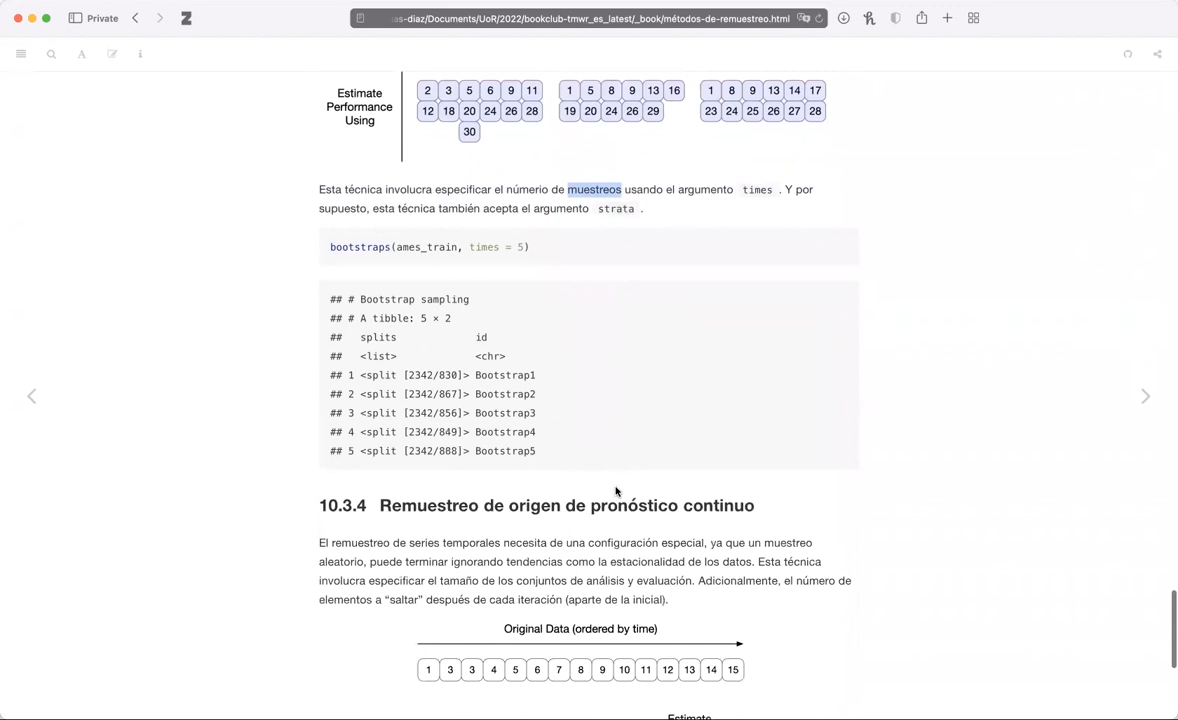 Private
as-diaz/Documents/UoR/2022/bookclub-tmwr_es_latest/_book/métodos-de-remuestreo.html
Estimate
Performance
Using
2 3 5 6 9 11
12 18 20 24 26 28
30
1 5 8 9 13 16
19 20 24 26 29
1 8 9 13 14 17
23 24 25 26 27 28
Esta técnica involucra especificar el númerio de muestreos usando el argumento times . Y por
supuesto, esta técnica también acepta el argumento strata .
bootstraps(ames_train, times = 5)
## # Bootstrap sampling
## # A tibble: 5 × 2
## splits id
## <list> <chr>
## 1 <split [2342/830]> Bootstrap1
## 2 <split [2342/867]> Bootstrap2
## 3 <split [2342/856]> Bootstrap3
## 4 <split [2342/849]> Bootstrap4
## 5 <split [2342/888]> Bootstrap5
10.3.4 Remuestreo de origen de pronóstico continuo
El remuestreo de series temporales necesita de una configuración especial, ya que un muestreo
aleatorio, puede terminar ignorando tendencias como la estacionalidad de los datos. Esta técnica
involucra especificar el tamaño de los conjuntos de análisis y evaluación. Adicionalmente, el número de
elementos a “saltar” después de cada iteración (aparte de la inicial).
Original Data (ordered by time)
1 3 3 4 5 6 7 8 9 10 11 12 13 14 15
Estimate